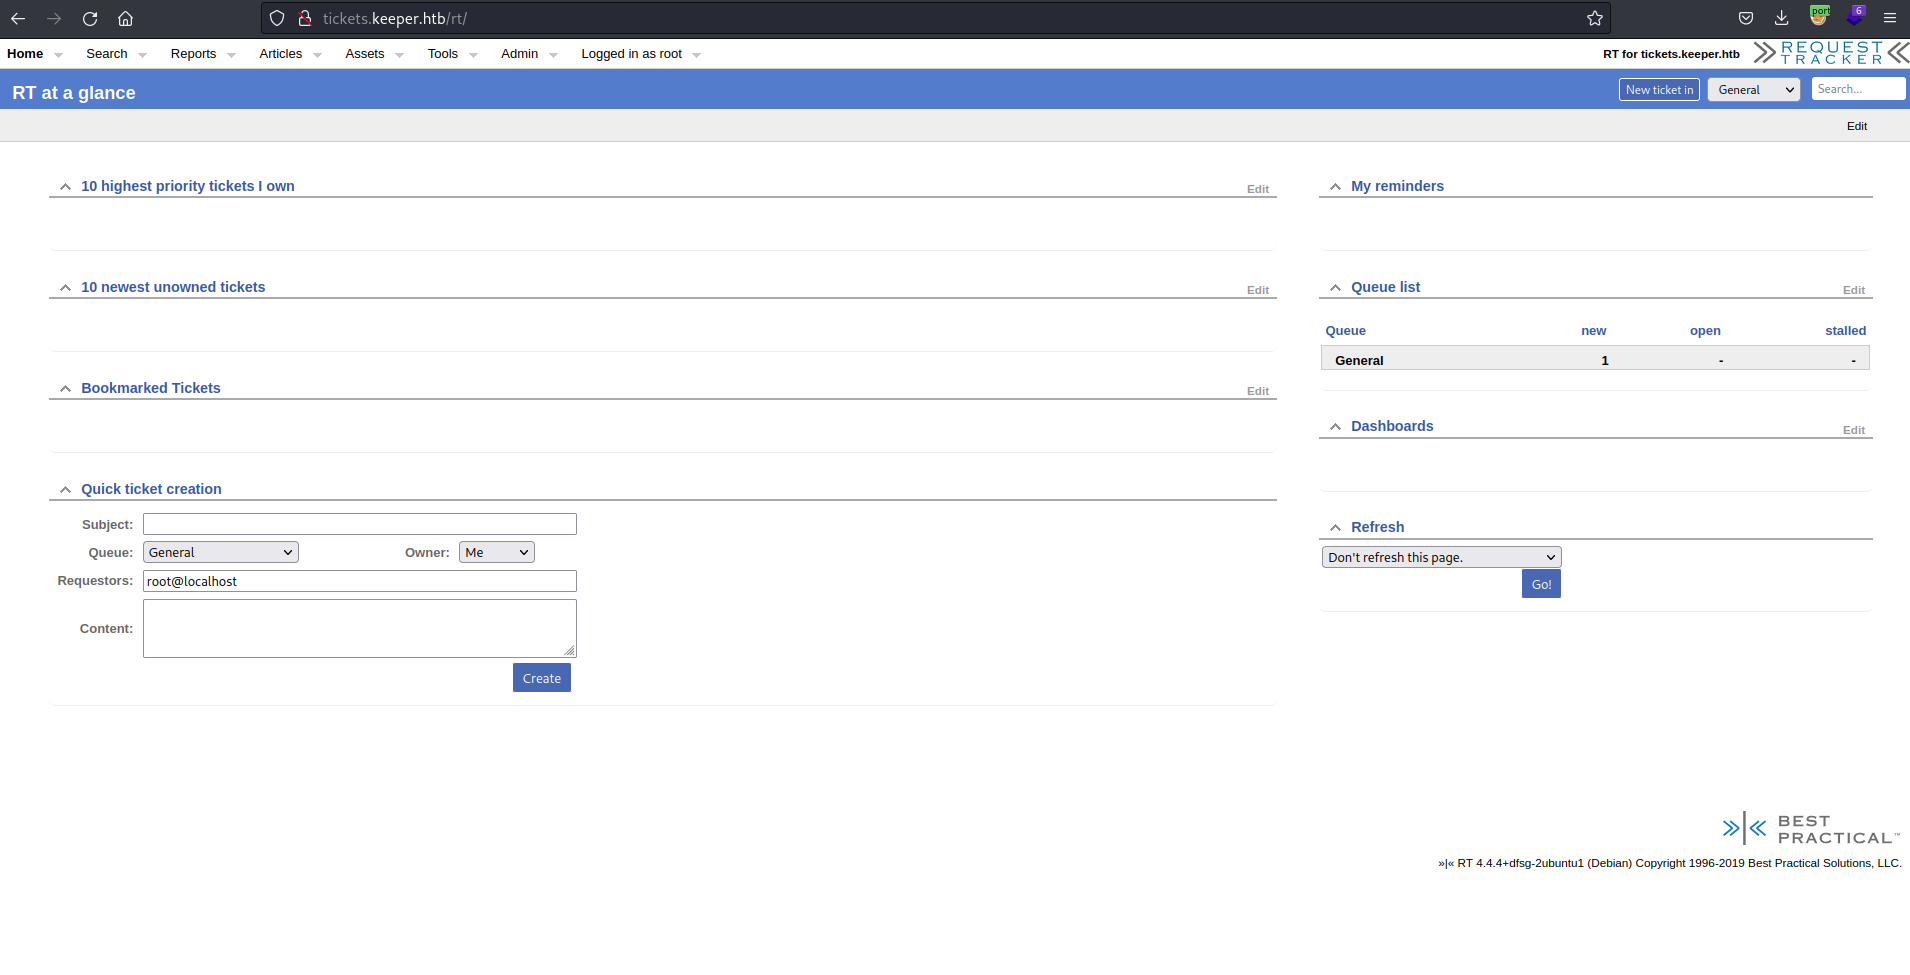 tickets.keeper.htb/rt/
port
6
Home Search Reports Articles Assets Tools Admin Logged in as root
RT for tickets.keeper.htb
REQUEST
TRACKER
RT at a glance
New ticket in General Search...
Edit
10 highest priority tickets I own Edit
10 newest unowned tickets Edit
Bookmarked Tickets Edit
Quick ticket creation
Subject:
Queue: General Owner: Me
Requestors: root@localhost
Content:
Create
My reminders
Queue list Edit
Queue new open stalled
General 1 - -
Dashboards Edit
Refresh
Don't refresh this page.
Go!
BEST
PRACTICAL™
»|« RT 4.4.4+dfsg-2ubuntu1 (Debian) Copyright 1996-2019 Best Practical Solutions, LLC.